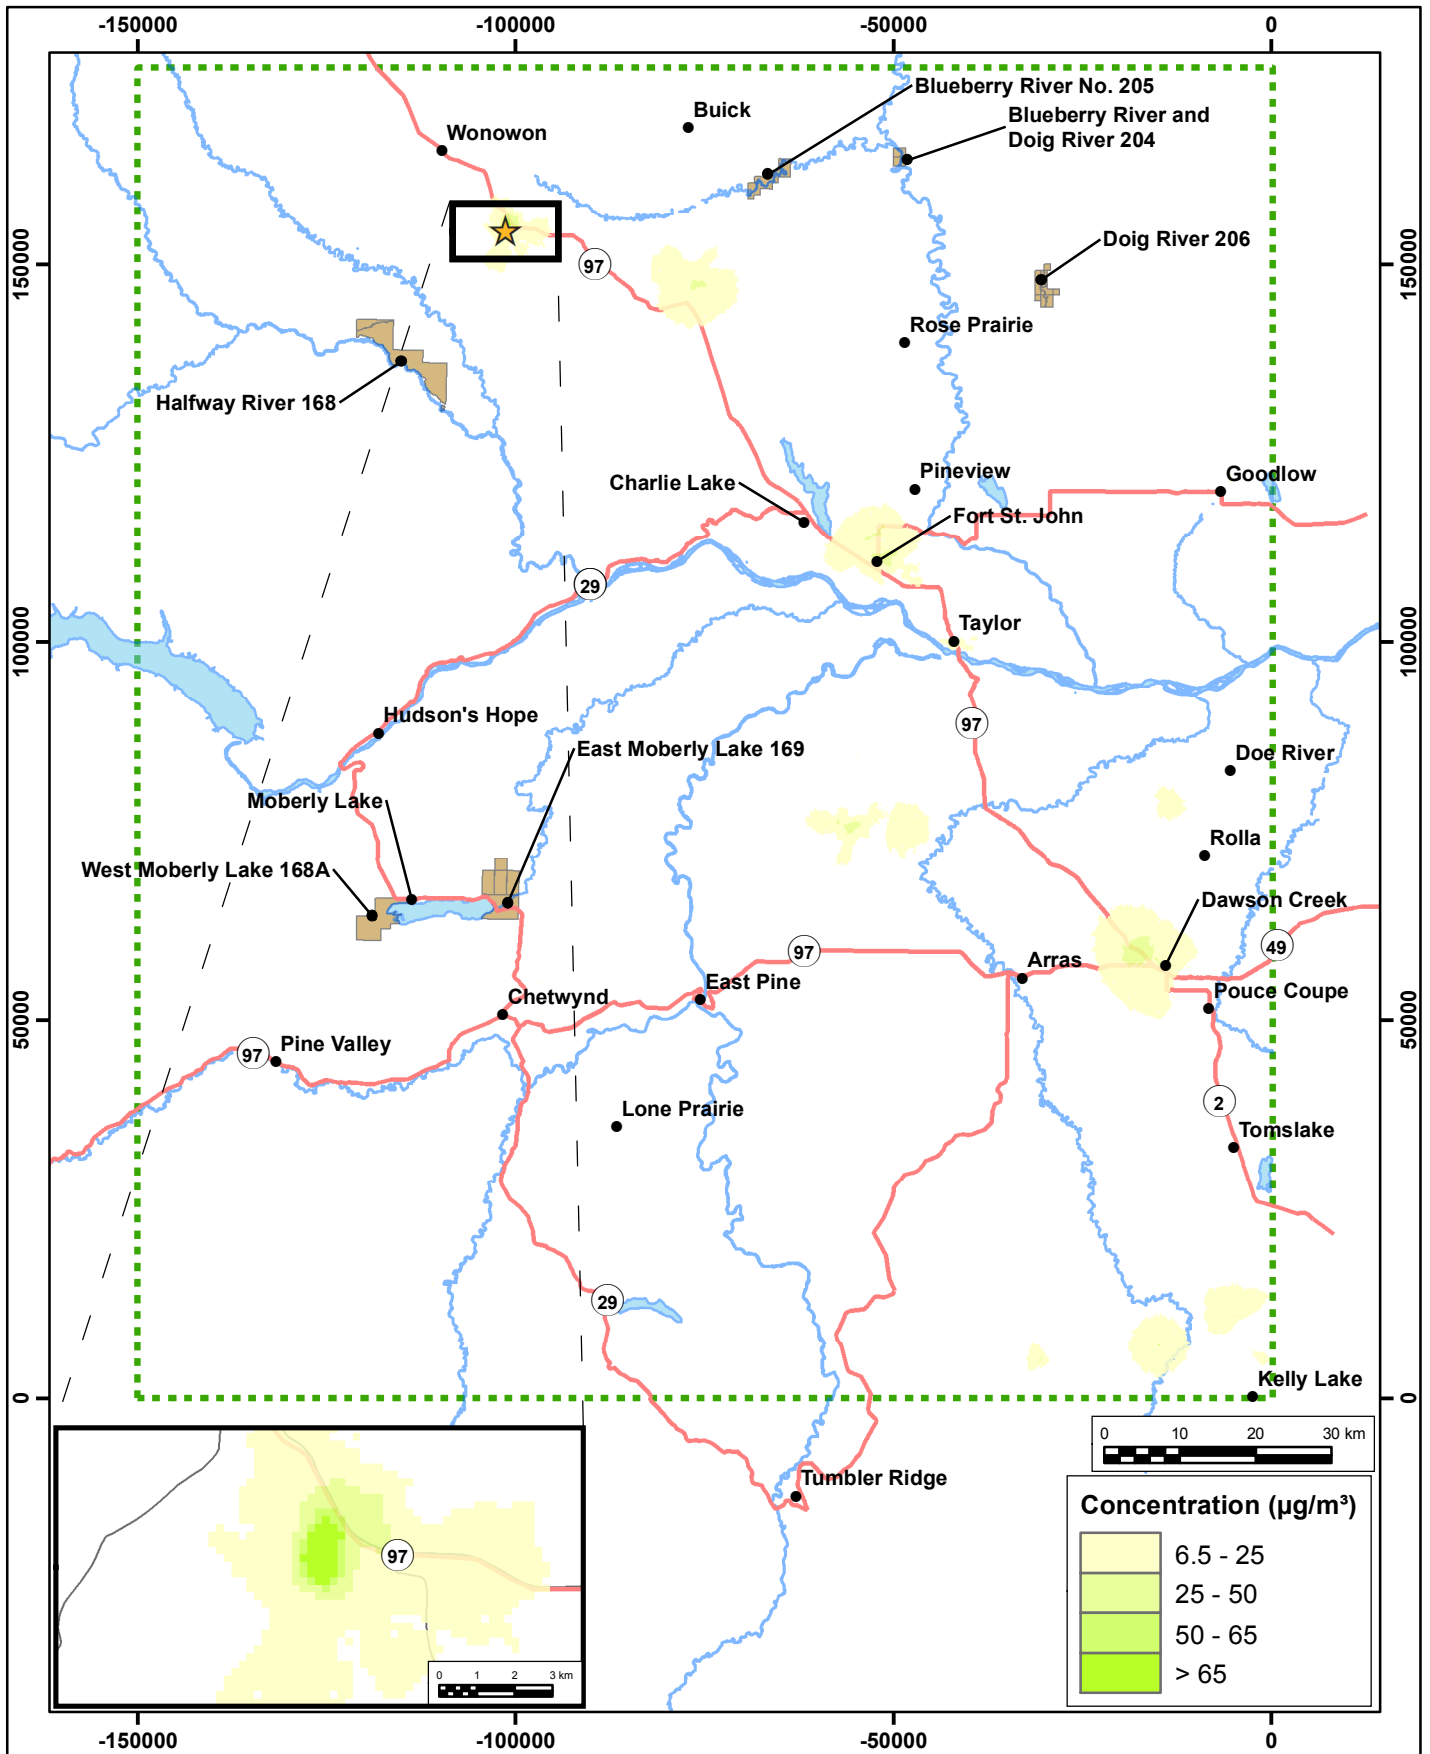 -150000
-100000
-50000
0
Blueberry River No. 205
Buick
Blueberry River and
Doig River 204
Wonowon
150000
150000
97
Doig River 206
Rose Prairie
Halfway River 168
Charlie Lake
Pineview
Goodlow
Fort St. John
29
Taylor
100000
100000
Hudson's Hope
97
East Moberly Lake 169
Doe River
Moberly Lake
Rolla
West Moberly Lake 168A
Dawson Creek
97
49
Arras
East Pine
Pouce Coupe
Chetwynd
50000
50000
Pine Valley
97
2
Lone Prairie
Tomslake
29
Kelly Lake
0
0
0 10 20 30 km
Tumbler Ridge
Concentration (µg/m³)
6.5 - 25
25 - 50
50 - 65
> 65
97
0 1 2 3 km
-150000
-100000
-50000
0